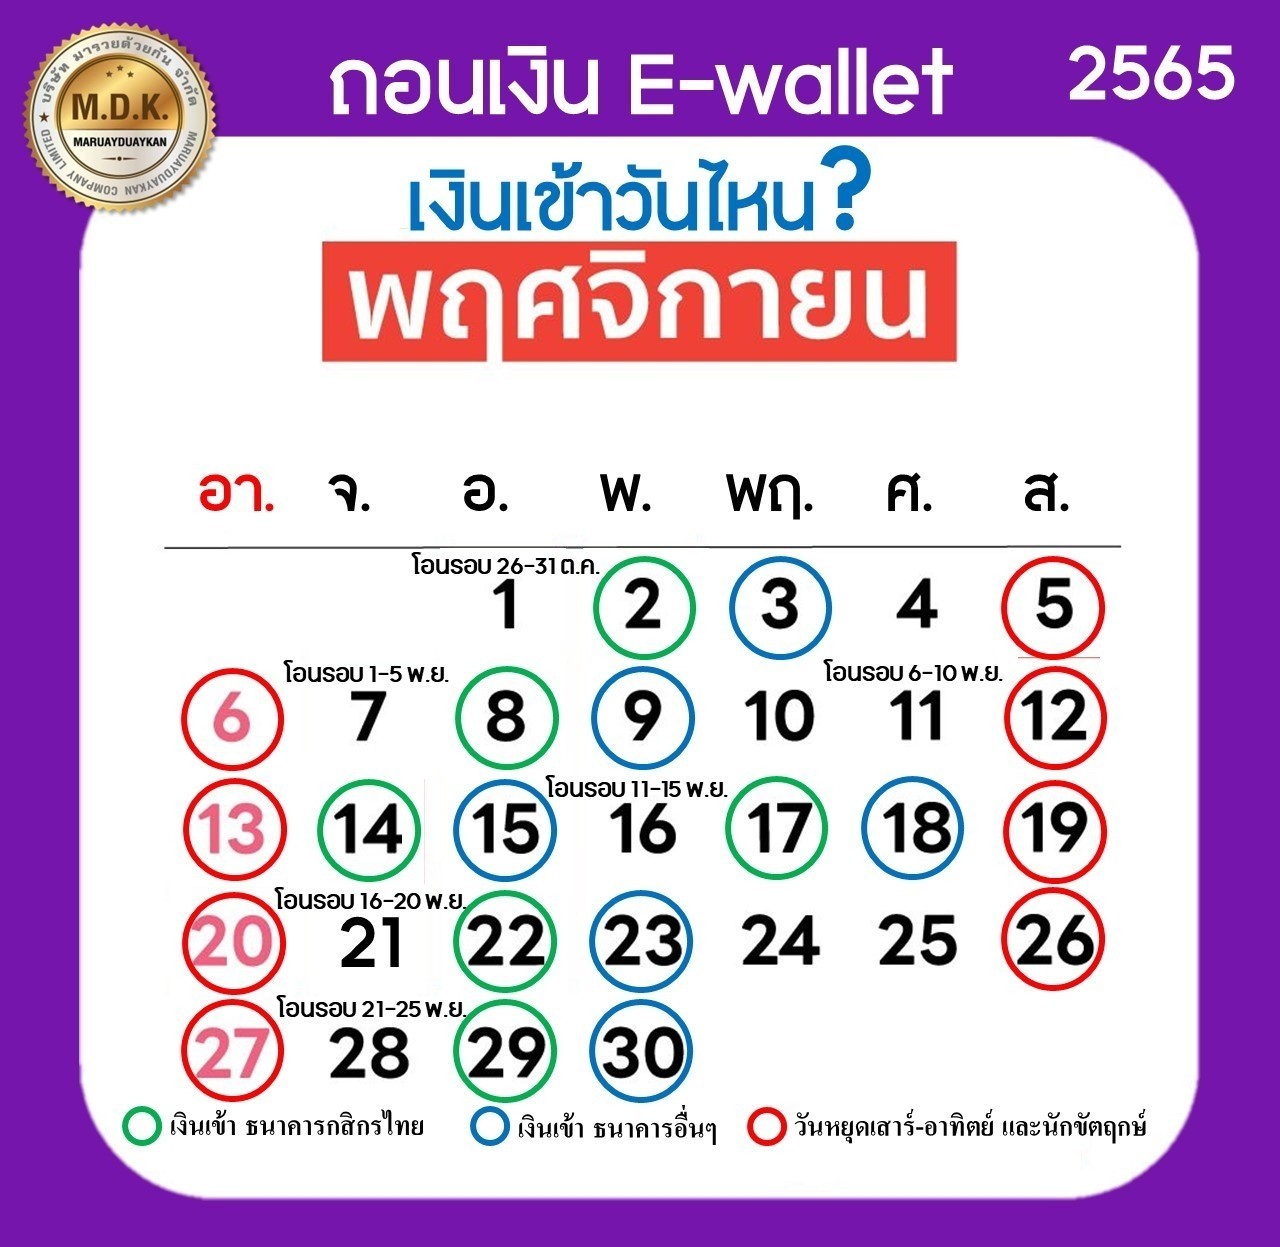 บริษัท มารวยด้วยกัน จำกัด
M.D.K.
MARUAYDUAYKAN
MARUAYDUAYKAN COMPANY LIMITED
ถอนเงิน E-wallet 2565
เงินเข้าวันไหน?
พฤศจิกายน
อา. จ. อ. พ. พฤ. ศ. ส.
โอนรอบ 26-31 ต.ค.
1 2 3 4 5
โอนรอบ 1-5 พ.ย. โอนรอบ 6-10 พ.ย.
6 7 8 9 10 11 12
โอนรอบ 11-15 พ.ย.
13 14 15 16 17 18 19
โอนรอบ 16-20 พ.ย.
20 21 22 23 24 25 26
โอนรอบ 21-25 พ.ย.
27 28 29 30
เงินเข้า ธนาคารกสิกรไทย เงินเข้า ธนาคารอื่นๆ วันหยุดเสาร์-อาทิตย์ และนักขัตฤกษ์